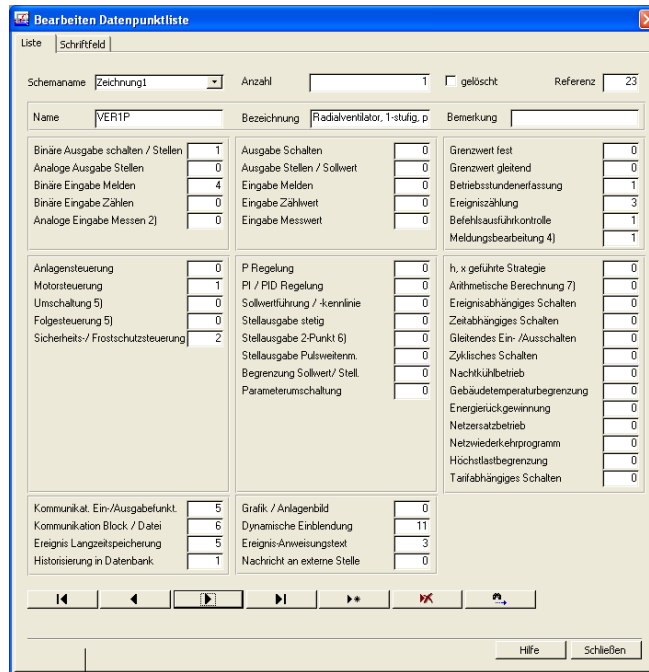 Bearbeiten Datenpunktliste
Liste Schriftfeld
Schemaname Zeichnung1 Anzahl 1 gelöscht Referenz 23
Name VER1P Bezeichnung Radialventilator, 1-stufig, p Bemerkung
Binäre Ausgabe schalten / Stellen 1
Analoge Ausgabe Stellen 0
Binäre Eingabe Melden 4
Binäre Eingabe Zählen 0
Analoge Eingabe Messen 2) 0
Ausgabe Schalten 0
Ausgabe Stellen / Sollwert 0
Eingabe Melden 0
Eingabe Zählwert 0
Eingabe Messwert 0
Grenzwert fest 0
Grenzwert gleitend 0
Betriebsstundenerfassung 1
Ereigniszählung 3
Befehlsausführkontrolle 1
Meldungsbearbeitung 4) 1
Anlagensteuerung 0
Motorsteuerung 1
Umschaltung 5) 0
Folgesteuerung 5) 0
Sicherheits-/ Frostschutzsteuerung 2
P Regelung 0
PI / PID Regelung 0
Sollwertführung / -kennlinie 0
Stellausgabe stetig 0
Stellausgabe 2-Punkt 6) 0
Stellausgabe Pulsweitenm. 0
Begrenzung Sollwert/ Stell. 0
Parameterumschaltung 0
h, x geführte Strategie 0
Arithmetische Berechnung 7) 0
Ereignisabhängiges Schalten 0
Zeitabhängiges Schalten 0
Gleitendes Ein- /Ausschalten 0
Zyklisches Schalten 0
Nachtkühlbetrieb 0
Gebäudetemperaturbegrenzung 0
Energierückgewinnung 0
Netzersatzbetrieb 0
Netzwiederkehrprogramm 0
Höchstlastbegrenzung 0
Tarifabhängiges Schalten 0
Kommunikat. Ein-/Ausgabefunkt. 5
Kommunikation Block / Datei 6
Ereignis Langzeitspeicherung 5
Historisierung in Datenbank 1
Grafik / Anlagenbild 0
Dynamische Einblendung 11
Ereignis-Anweisungstext 3
Nachricht an externe Stelle 0
Hilfe Schließen